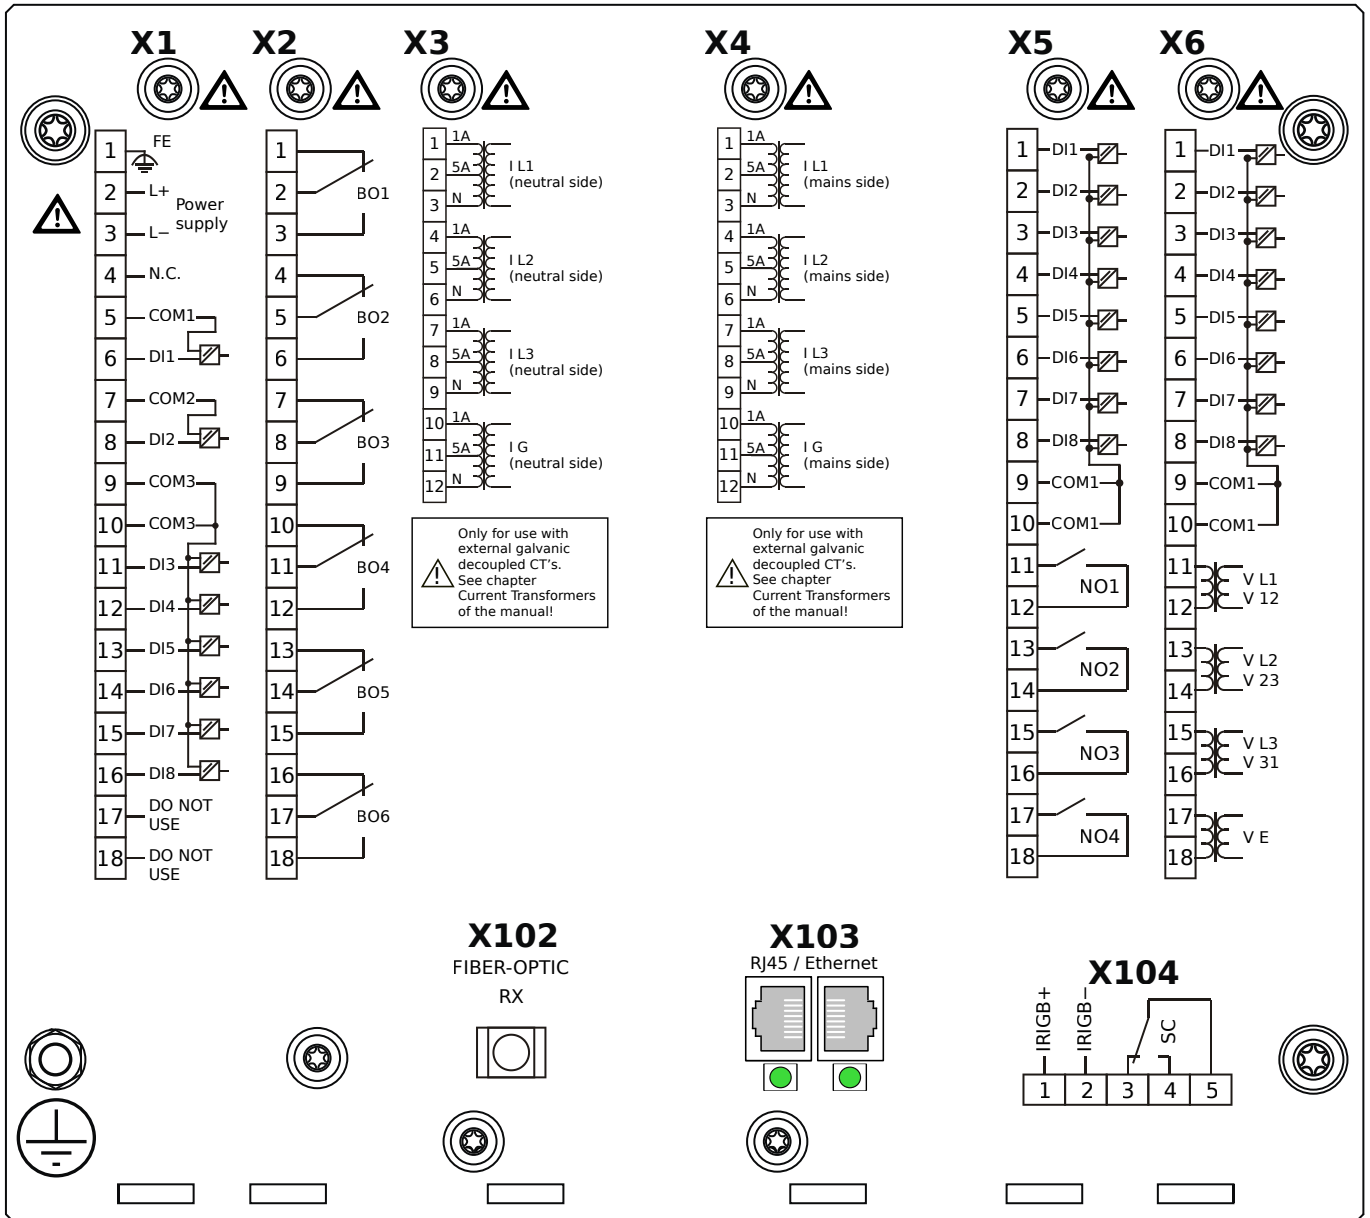 X1
X2
X3
X4
X5
X6
1
FE
2
L+
Power
supply
3
L−
4
N.C.
5
COM1
6
DI1
7
COM2
8
DI2
9
COM3
10
COM3
11
DI3
12
DI4
13
DI5
14
DI6
15
DI7
16
DI8
17
DO NOT
USE
18
DO NOT
USE
1
2
BO1
3
4
5
BO2
6
7
8
BO3
9
10
11
BO4
12
13
14
BO5
15
16
17
BO6
18
1
1A
2
5A
3
N
I L1
(neutral side)
4
1A
5
5A
6
N
I L2
(neutral side)
7
1A
8
5A
9
N
I L3
(neutral side)
10
1A
11
5A
12
N
I G
(neutral side)
Only for use with
external galvanic
decoupled CT’s.
See chapter
Current Transformers
of the manual!
1
1A
2
5A
3
N
I L1
(mains side)
4
1A
5
5A
6
N
I L2
(mains side)
7
1A
8
5A
9
N
I L3
(mains side)
10
1A
11
5A
12
N
I G
(mains side)
Only for use with
external galvanic
decoupled CT’s.
See chapter
Current Transformers
of the manual!
1
DI1
2
DI2
3
DI3
4
DI4
5
DI5
6
DI6
7
DI7
8
DI8
9
COM1
10
COM1
11
NO1
12
13
NO2
14
15
NO3
16
17
NO4
18
1
DI1
2
DI2
3
DI3
4
DI4
5
DI5
6
DI6
7
DI7
8
DI8
9
COM1
10
COM1
11
V L1
12
V 12
13
V L2
14
V 23
15
V L3
16
V 31
17
V E
18
X102
FIBER-OPTIC
RX
X103
RJ45 / Ethernet
X104
IRIGB+
IRIGB−
SC
1
2
3
4
5